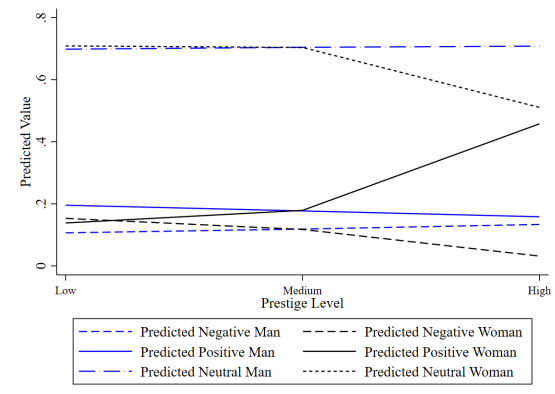 .8
.6
.4
.2
0
Predicted Value
Low Medium High
Prestige Level
Predicted Negative Man Predicted Negative Woman
Predicted Positive Man Predicted Positive Woman
Predicted Neutral Man Predicted Neutral Woman